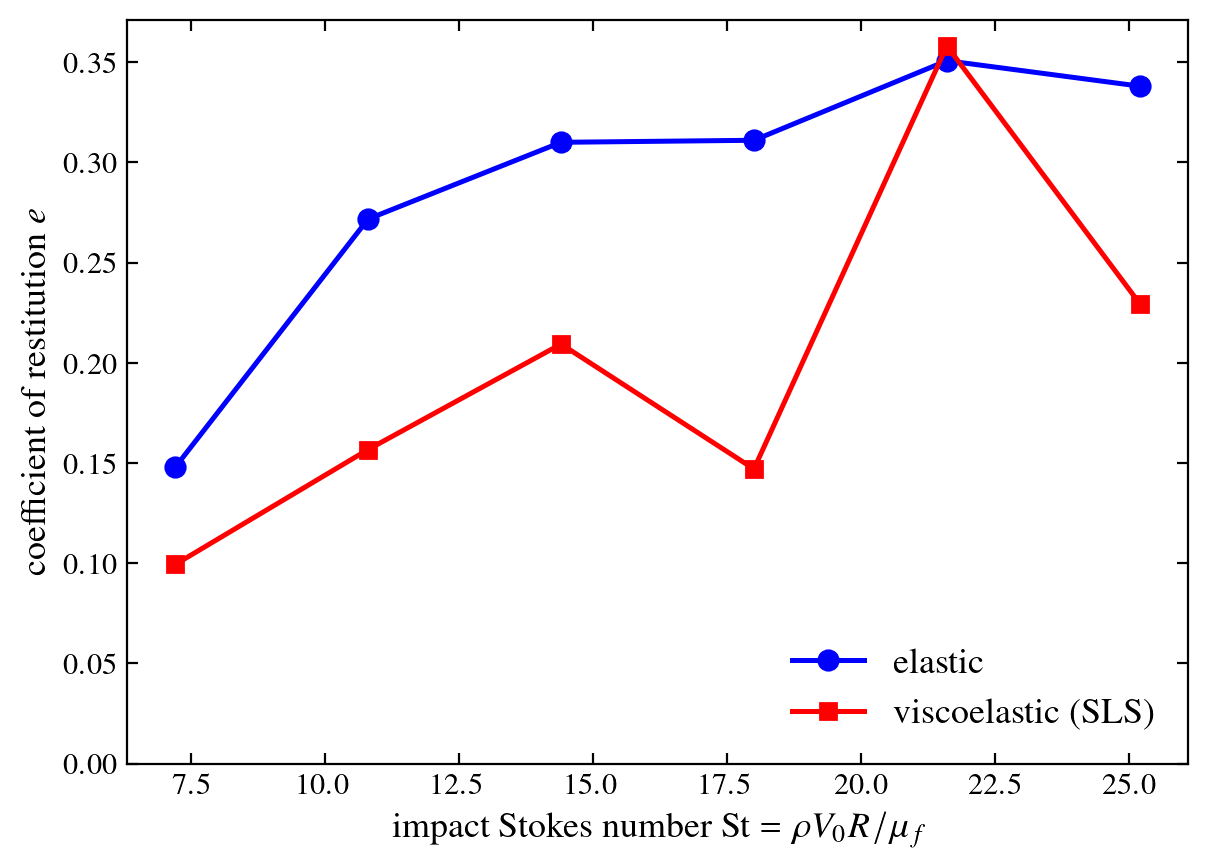 coefficient of restitution e
0.35
0.30
0.25
0.20
0.15
0.10
0.05
0.00
elastic
viscoelastic (SLS)
7.5 10.0 12.5 15.0 17.5 20.0 22.5 25.0
impact Stokes number St = ρV₀R/μ_f